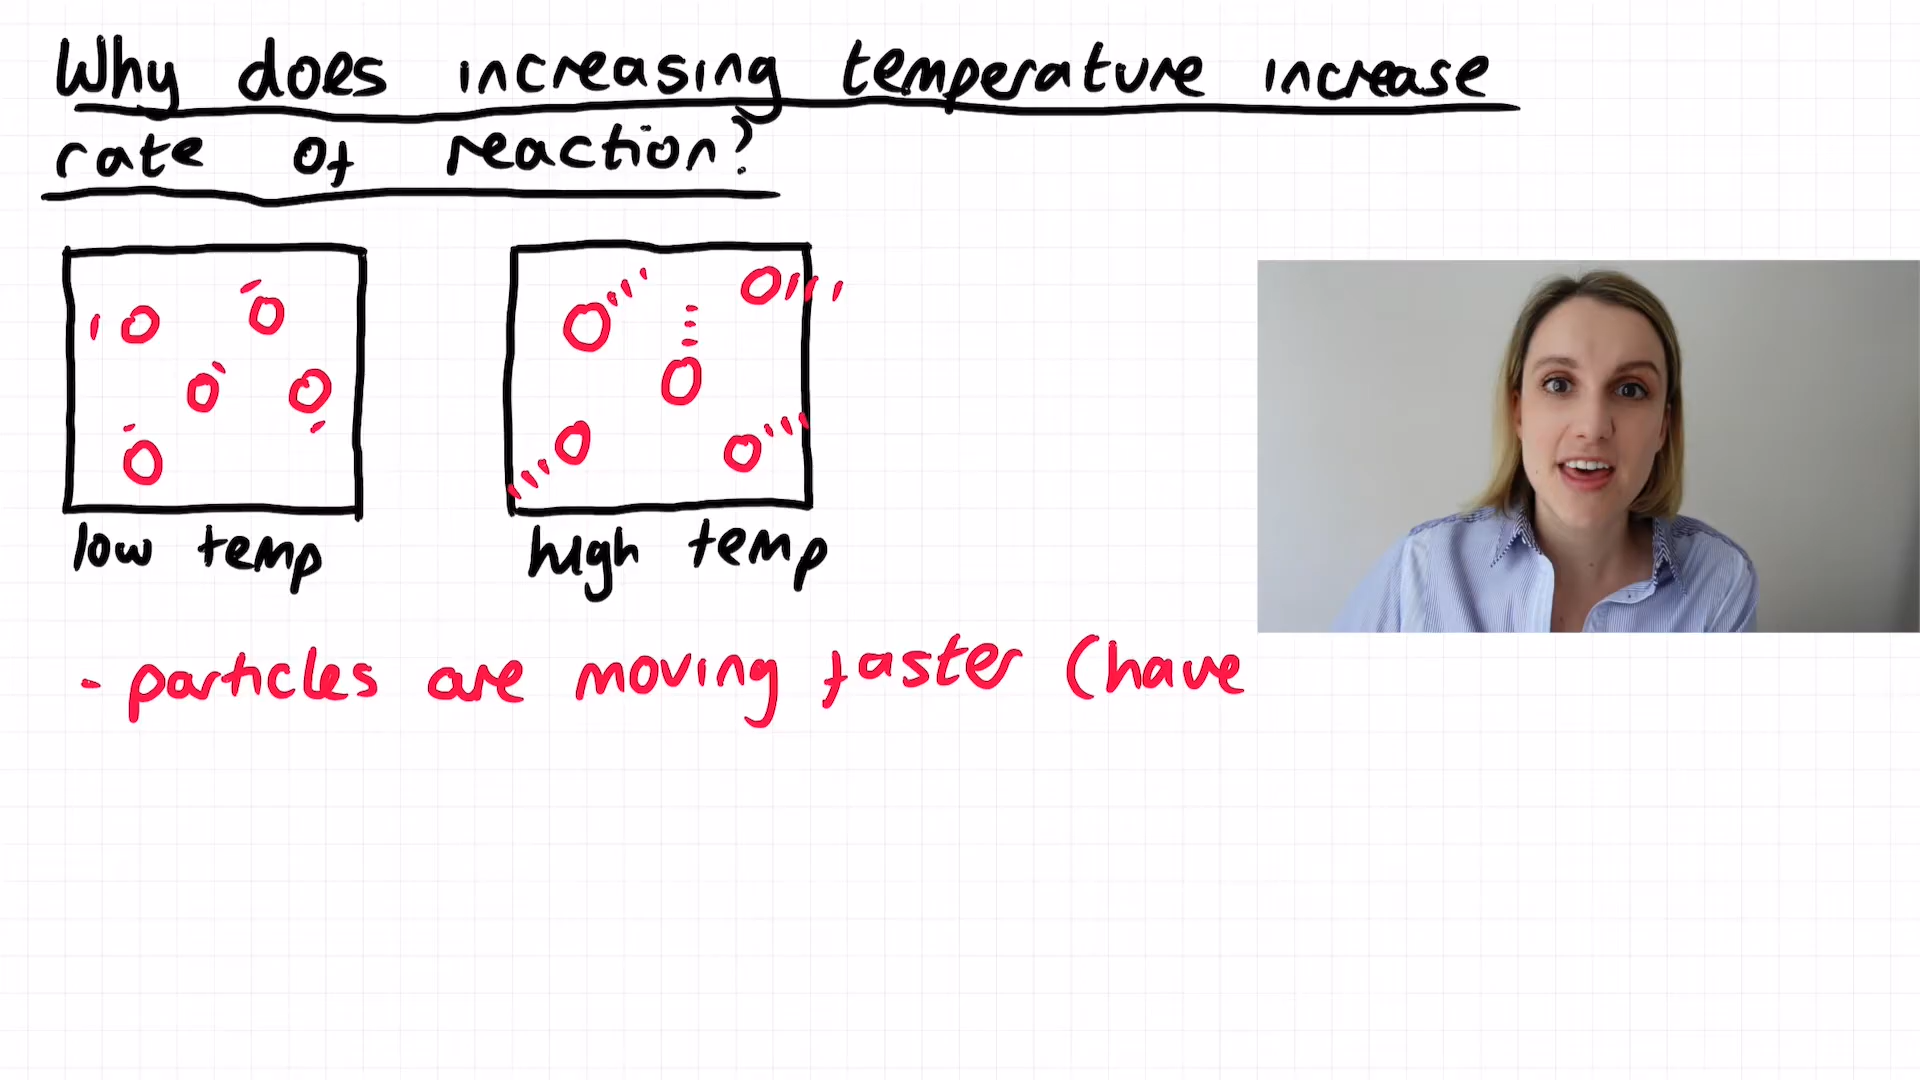 Why does increasing temperature increase
rate of reaction?
low temp
high temp
- particles are moving faster (have